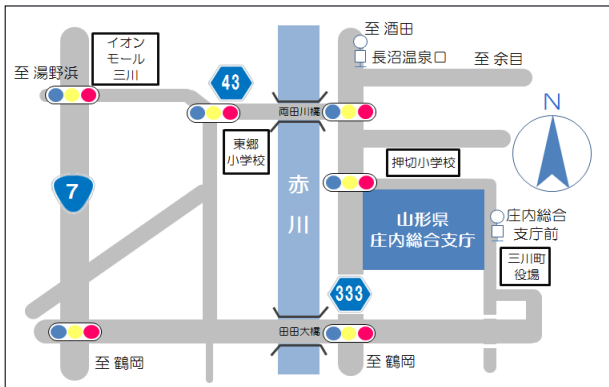 至 酒田
長沼温泉口
至 余目
イオン
モール
三川
至 湯野浜
43
両田川橋
N
東郷
小学校
押切小学校
赤川
7
山形県
庄内総合支庁
庄内総合
支庁前
三川町
役場
333
田田大橋
至 鶴岡
至 鶴岡